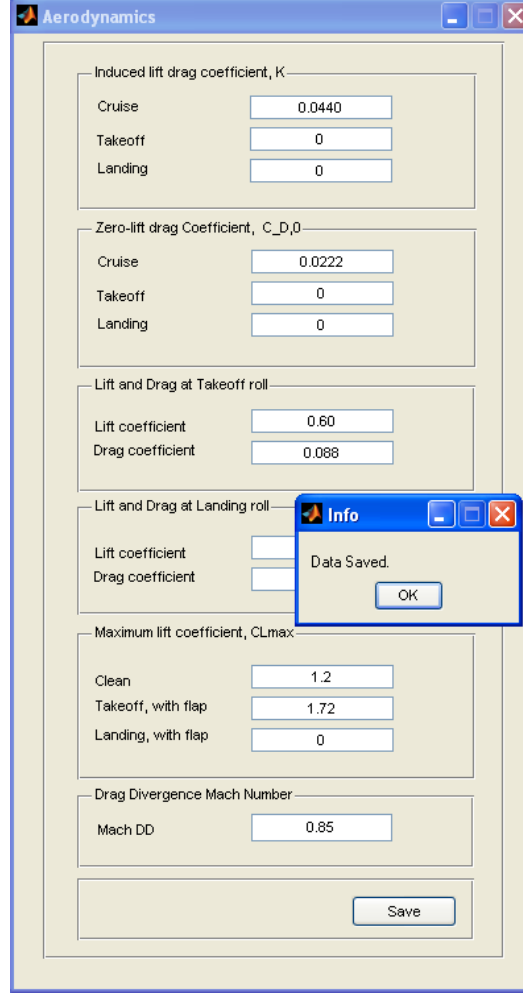 Aerodynamics
Induced lift drag coefficient, K
Cruise 0.0440
Takeoff 0
Landing 0
Zero-lift drag Coefficient, C_D,0
Cruise 0.0222
Takeoff 0
Landing 0
Lift and Drag at Takeoff roll
Lift coefficient 0.60
Drag coefficient 0.088
Lift and Drag at Landing roll
Lift coefficient
Drag coefficient
Info
Data Saved.
OK
Maximum lift coefficient, CLmax
Clean 1.2
Takeoff, with flap 1.72
Landing, with flap 0
Drag Divergence Mach Number
Mach DD 0.85
Save